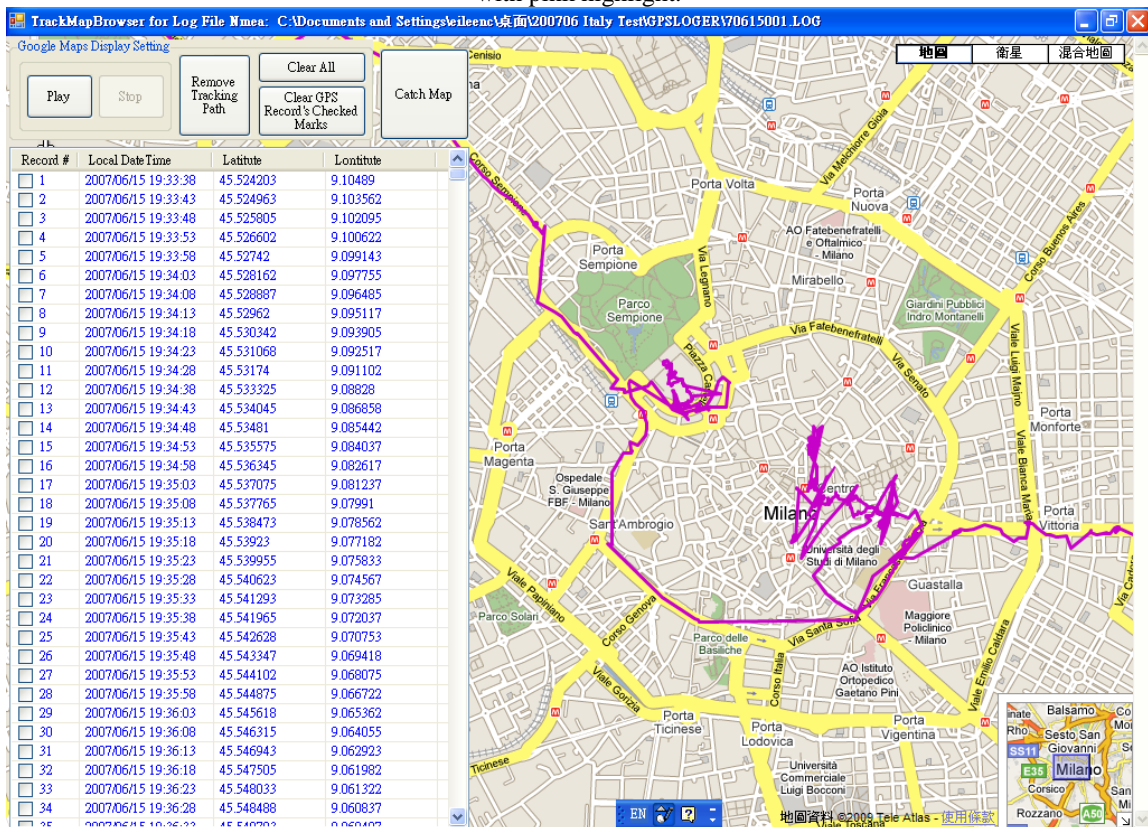 with pink highlight.
TrackMapBrowser for Log File Nmea: C:\Documents and Settings\eileenc\桌面\200706 Italy Test\GPSLOGER\70615001.LOG
Google Maps Display Setting
Play
Stop
Remove
Tracking
Path
Clear All
Clear GPS
Record's Checked
Marks
Catch Map
Record # Local DateTime Latitute Lontitute
1 2007/06/15 19:33:38 45.524203 9.10489
2 2007/06/15 19:33:43 45.524963 9.103562
3 2007/06/15 19:33:48 45.525805 9.102095
4 2007/06/15 19:33:53 45.526602 9.100622
5 2007/06/15 19:33:58 45.52742 9.099143
6 2007/06/15 19:34:03 45.528162 9.097755
7 2007/06/15 19:34:08 45.528887 9.096485
8 2007/06/15 19:34:13 45.52962 9.095117
9 2007/06/15 19:34:18 45.530342 9.093905
10 2007/06/15 19:34:23 45.531068 9.092517
11 2007/06/15 19:34:28 45.53174 9.091102
12 2007/06/15 19:34:38 45.533325 9.08828
13 2007/06/15 19:34:43 45.534045 9.086858
14 2007/06/15 19:34:48 45.53481 9.085442
15 2007/06/15 19:34:53 45.535575 9.084037
16 2007/06/15 19:34:58 45.536345 9.082617
17 2007/06/15 19:35:03 45.537075 9.081237
18 2007/06/15 19:35:08 45.537765 9.07991
19 2007/06/15 19:35:13 45.538473 9.078562
20 2007/06/15 19:35:18 45.53923 9.077182
21 2007/06/15 19:35:23 45.539955 9.075833
22 2007/06/15 19:35:28 45.540623 9.074567
23 2007/06/15 19:35:33 45.541293 9.073285
24 2007/06/15 19:35:38 45.541965 9.072037
25 2007/06/15 19:35:43 45.542628 9.070753
26 2007/06/15 19:35:48 45.543347 9.069418
27 2007/06/15 19:35:53 45.544102 9.068075
28 2007/06/15 19:35:58 45.544875 9.066722
29 2007/06/15 19:36:03 45.545618 9.065362
30 2007/06/15 19:36:08 45.546315 9.064055
31 2007/06/15 19:36:13 45.546943 9.062923
32 2007/06/15 19:36:18 45.547505 9.061982
33 2007/06/15 19:36:23 45.548033 9.061322
34 2007/06/15 19:36:28 45.548488 9.060837
地圖 衛星 混合地圖
Cenisio
Corso Sempione
Porta Volta
Via Melchiorre Gioia
Porta
Nuova
Corso Buenos Aires
AO Fatebenefratelli
e Oftalmico
- Milano
Porta
Sempione
Via Legnano
Mirabello
Parco
Sempione
Giardini Pubblici
Indro Montanelli
Via Fatebenefratelli
Viale Luigi Majno
Via Senato
Porta
Monforte
Viale Bianca Maria
Porta
Magenta
Ospedale
S. Giuseppe
FBF - Milano
Centro
Milano
Porta
Vittoria
Sant'Ambrogio
Università degli
Studi di Milano
Guastalla
Viale Papiniano
Parco Solari
Corso Genova
Parco delle
Basiliche
Via Santa Sofia
Maggiore
Policlinico
- Milano
Viale Emilio Caldara
Corso Italia
AO Istituto
Ortopedico
Gaetano Pini
Viale Gorizia
Porta
Ticinese
Porta
Lodovica
Porta
Vigentina
Ticinese
Università
Commerciale
Luigi Bocconi
Viale Toscana
Balsamo
Rho
Sesto San
Giovanni
SS11
E35
Milano
Corsico
Rozzano
A50
EN
地圖資料 ©2009 Tele Atlas - 使用條款